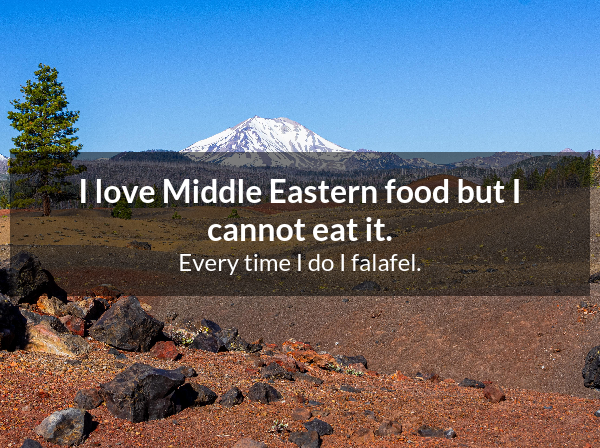 I love Middle Eastern food but I
cannot eat it.
Every time I do I falafel.